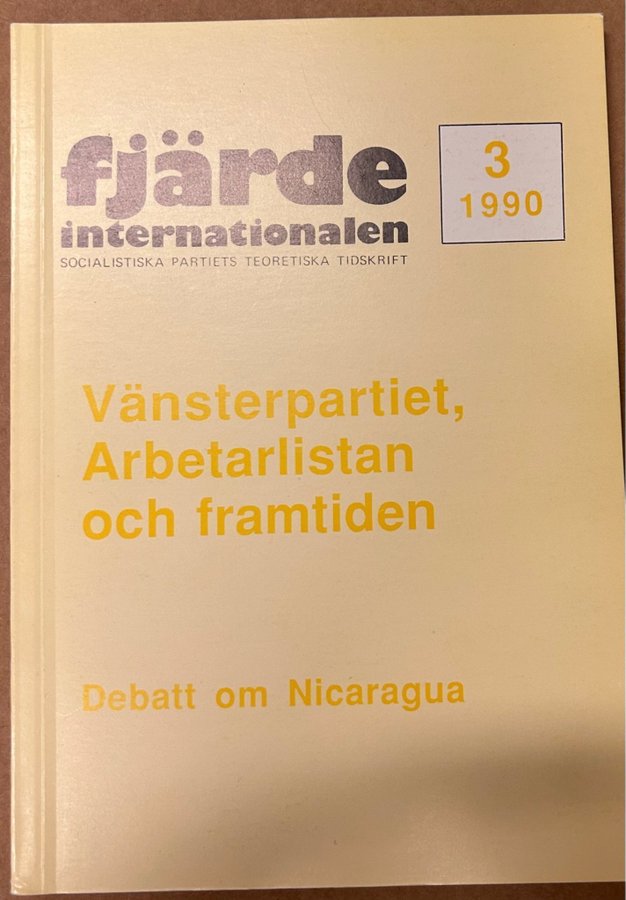 fjärde
internationalen
SOCIALISTISKA PARTIETS TEORETISKA TIDSKRIFT
3
1990
Vänsterpartiet,
Arbetarlistan
och framtiden
Debatt om Nicaragua